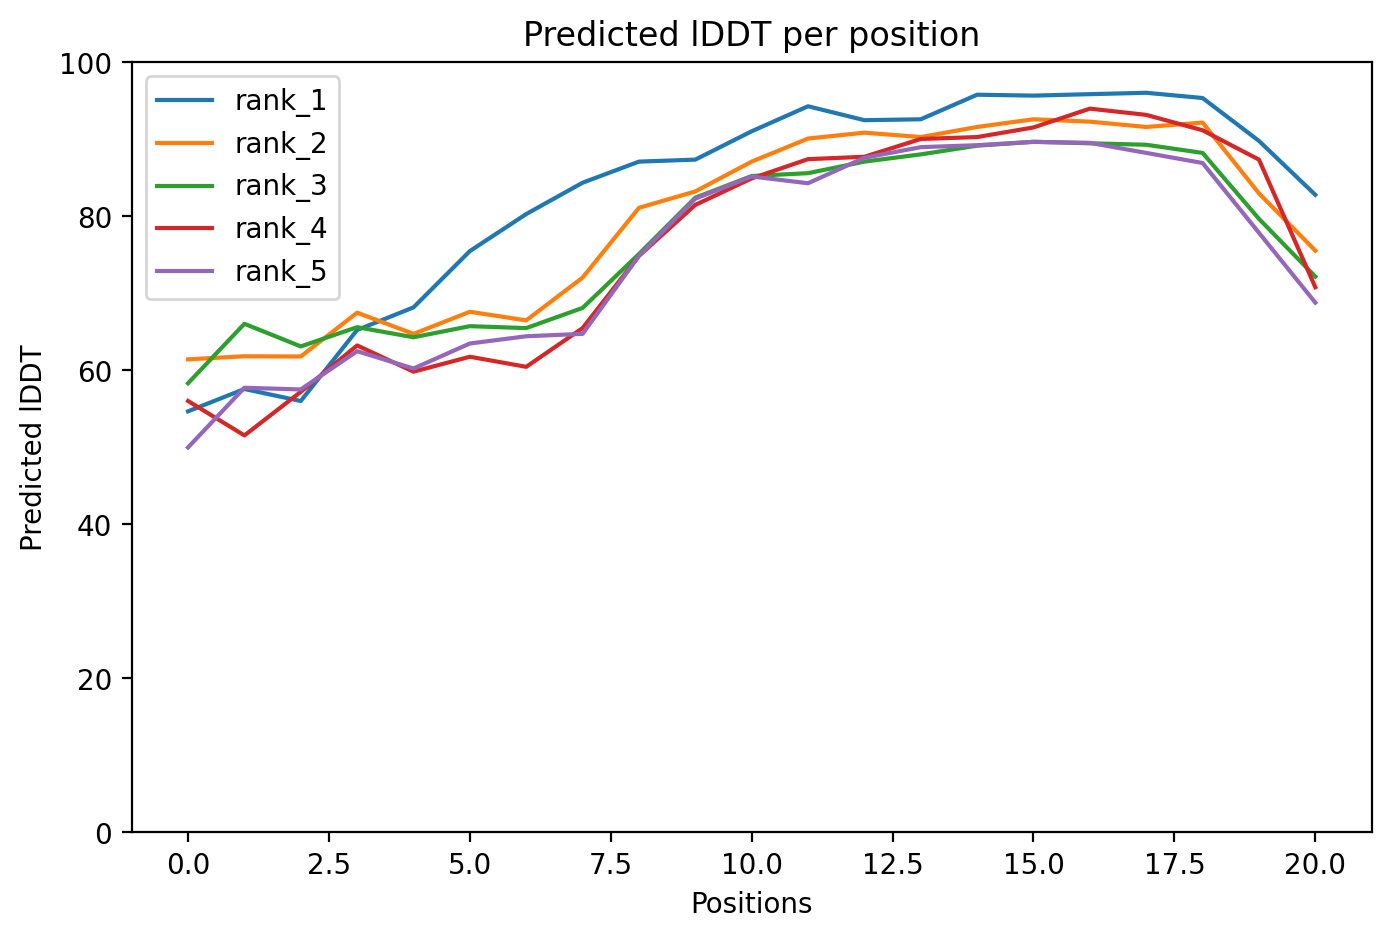 Predicted lDDT per position
100
80
60
40
20
0
Predicted lDDT
rank_1
rank_2
rank_3
rank_4
rank_5
0.0 2.5 5.0 7.5 10.0 12.5 15.0 17.5 20.0
Positions